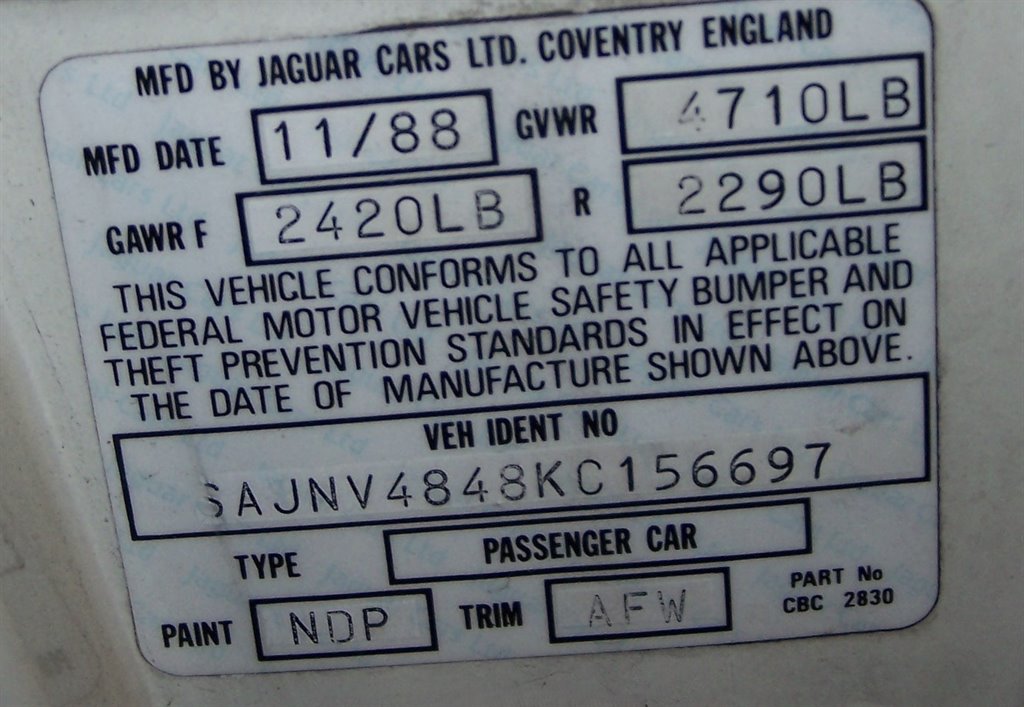 MFD BY JAGUAR CARS LTD. COVENTRY ENGLAND
MFD DATE 11/88 GVWR 4710LB
GAWR F 2420LB R 2290LB
THIS VEHICLE CONFORMS TO ALL APPLICABLE
FEDERAL MOTOR VEHICLE SAFETY BUMPER AND
THEFT PREVENTION STANDARDS IN EFFECT ON
THE DATE OF MANUFACTURE SHOWN ABOVE.
VEH IDENT NO
SAJNV4848KC156697
TYPE PASSENGER CAR
PAINT NDP TRIM AFW PART No
CBC 2830